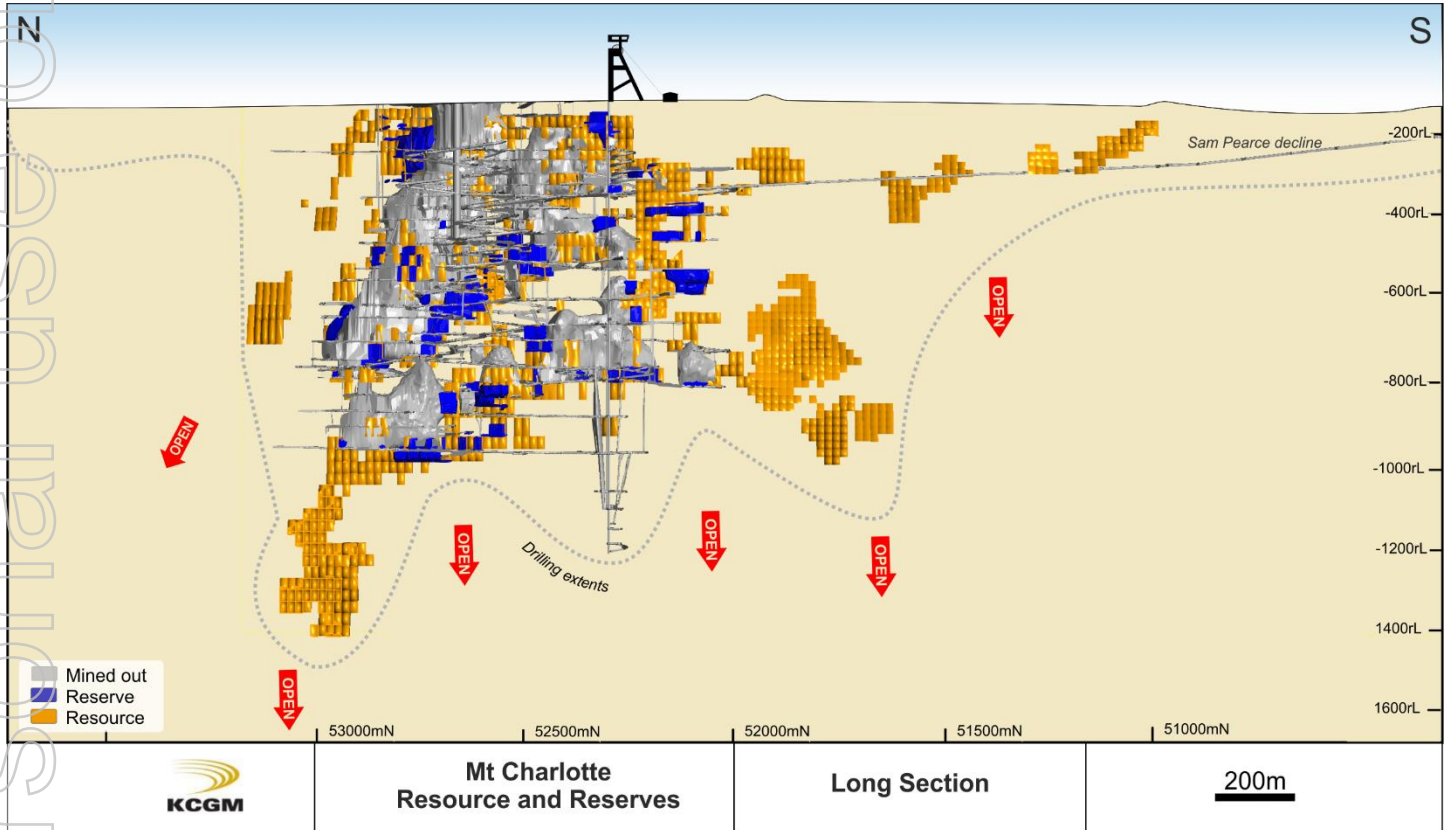 N
S
-200rL
Sam Pearce decline
-400rL
-600rL
OPEN
-800rL
OPEN
-1000rL
OPEN
OPEN
OPEN
Drilling extents
-1200rL
1400rL
Mined out
Reserve
Resource
OPEN
1600rL
53000mN
52500mN
52000mN
51500mN
51000mN
KCGM
Mt Charlotte
Resource and Reserves
Long Section
200m